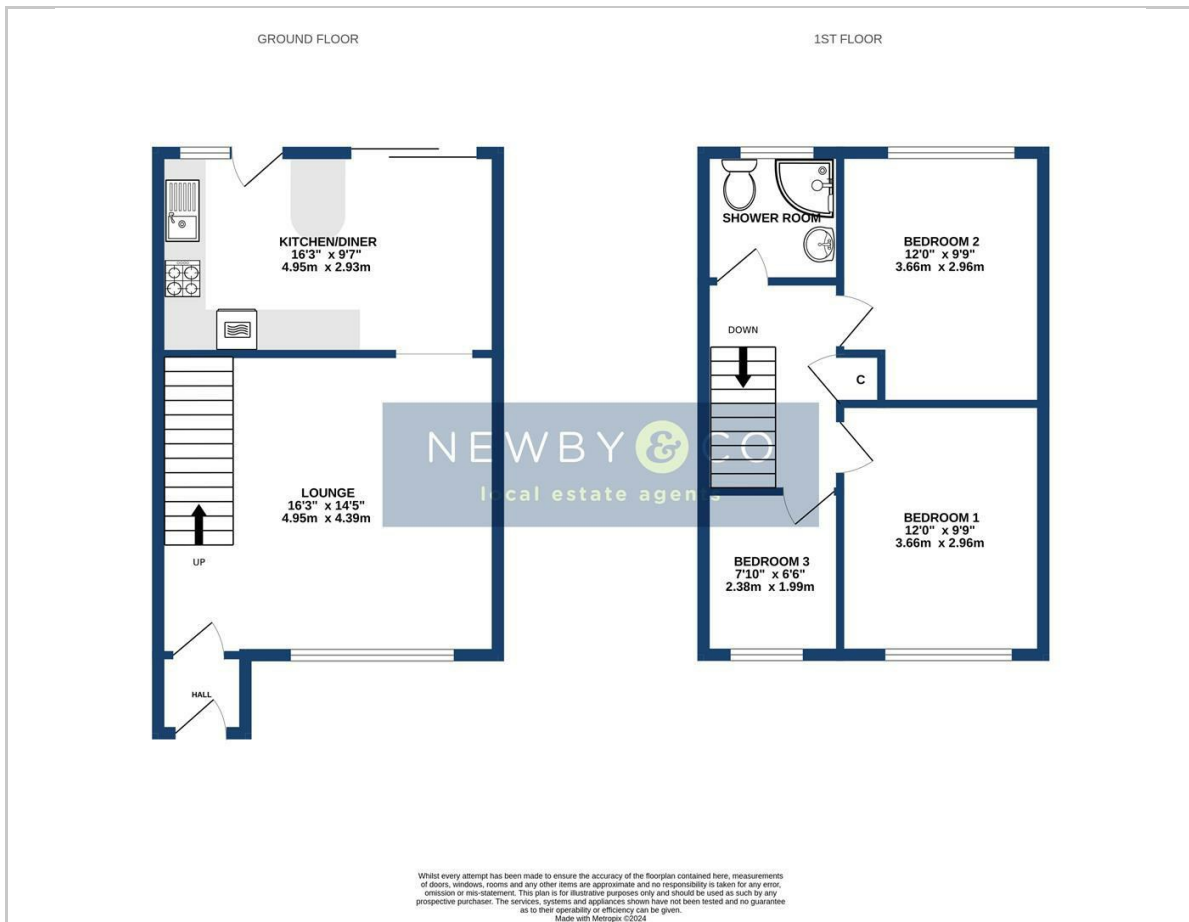 GROUND FLOOR
1ST FLOOR
KITCHEN/DINER
16'3" x 9'7"
4.95m x 2.93m
LOUNGE
16'3" x 14'5"
4.95m x 4.39m
UP
HALL
SHOWER ROOM
BEDROOM 2
12'0" x 9'9"
3.66m x 2.96m
DOWN
C
BEDROOM 1
12'0" x 9'9"
3.66m x 2.96m
BEDROOM 3
7'10" x 6'6"
2.38m x 1.99m
NEWBY & CO
local estate agents
Whilst every attempt has been made to ensure the accuracy of the floorplan contained here, measurements
of doors, windows, rooms and any other items are approximate and no responsibility is taken for any error,
omission or mis-statement. This plan is for illustrative purposes only and should be used as such by any
prospective purchaser. The services, systems and appliances shown have not been tested and no guarantee
as to their operability or efficiency can be given.
Made with Metropix ©2024